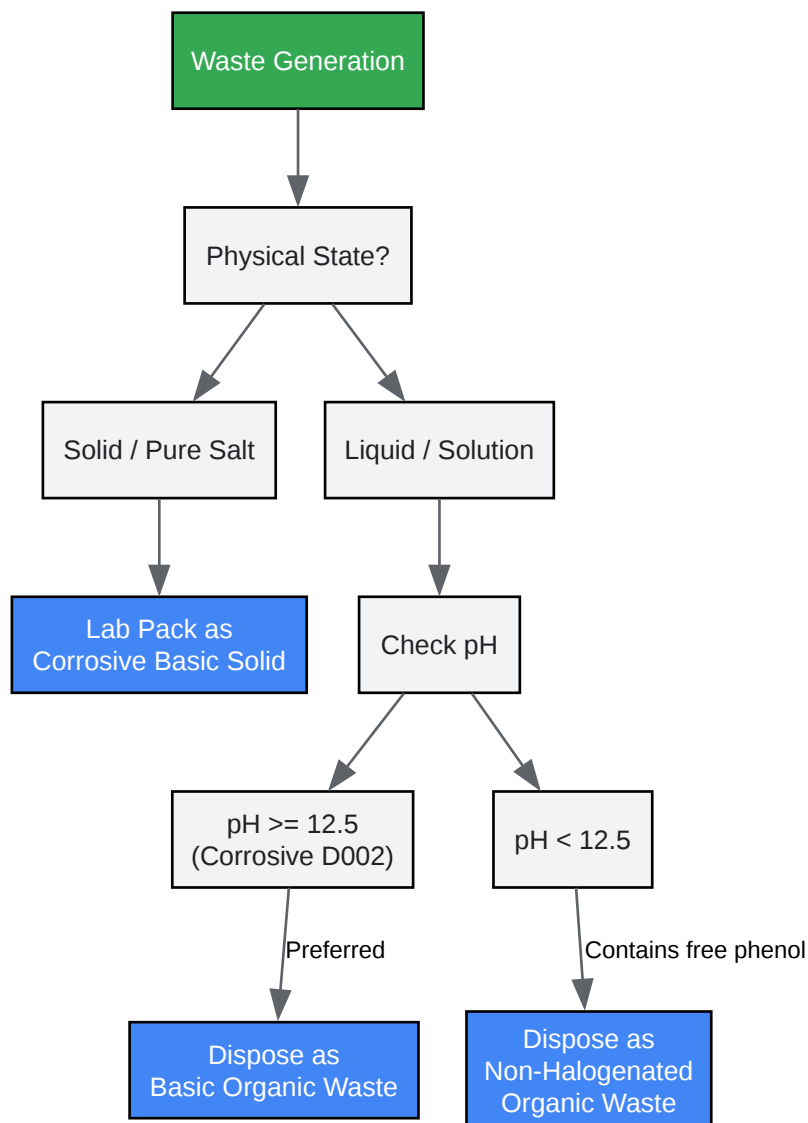 Waste Generation
Physical State?
Solid / Pure Salt
Liquid / Solution
Lab Pack as
Corrosive Basic Solid
Check pH
pH >= 12.5
(Corrosive D002)
pH < 12.5
Preferred
Contains free phenol
Dispose as
Basic Organic Waste
Dispose as
Non-Halogenated
Organic Waste